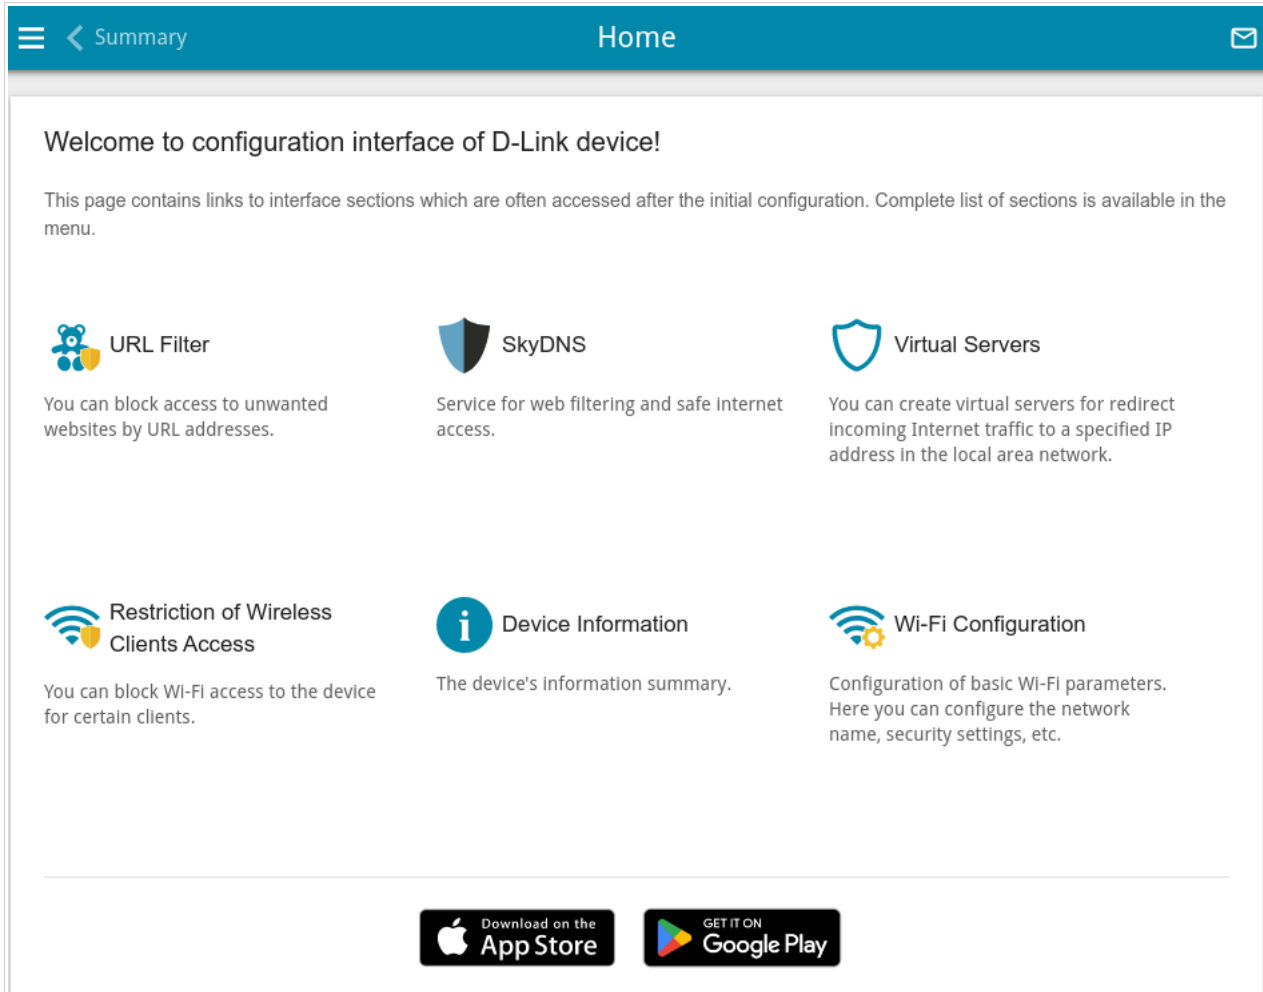 Summary
Home
Welcome to configuration interface of D-Link device!
This page contains links to interface sections which are often accessed after the initial configuration. Complete list of sections is available in the
menu.
URL Filter
You can block access to unwanted
websites by URL addresses.
SkyDNS
Service for web filtering and safe internet
access.
Virtual Servers
You can create virtual servers for redirect
incoming Internet traffic to a specified IP
address in the local area network.
Restriction of Wireless
Clients Access
You can block Wi-Fi access to the device
for certain clients.
i
Device Information
The device's information summary.
Wi-Fi Configuration
Configuration of basic Wi-Fi parameters.
Here you can configure the network
name, security settings, etc.
Download on the
App Store
GET IT ON
Google Play